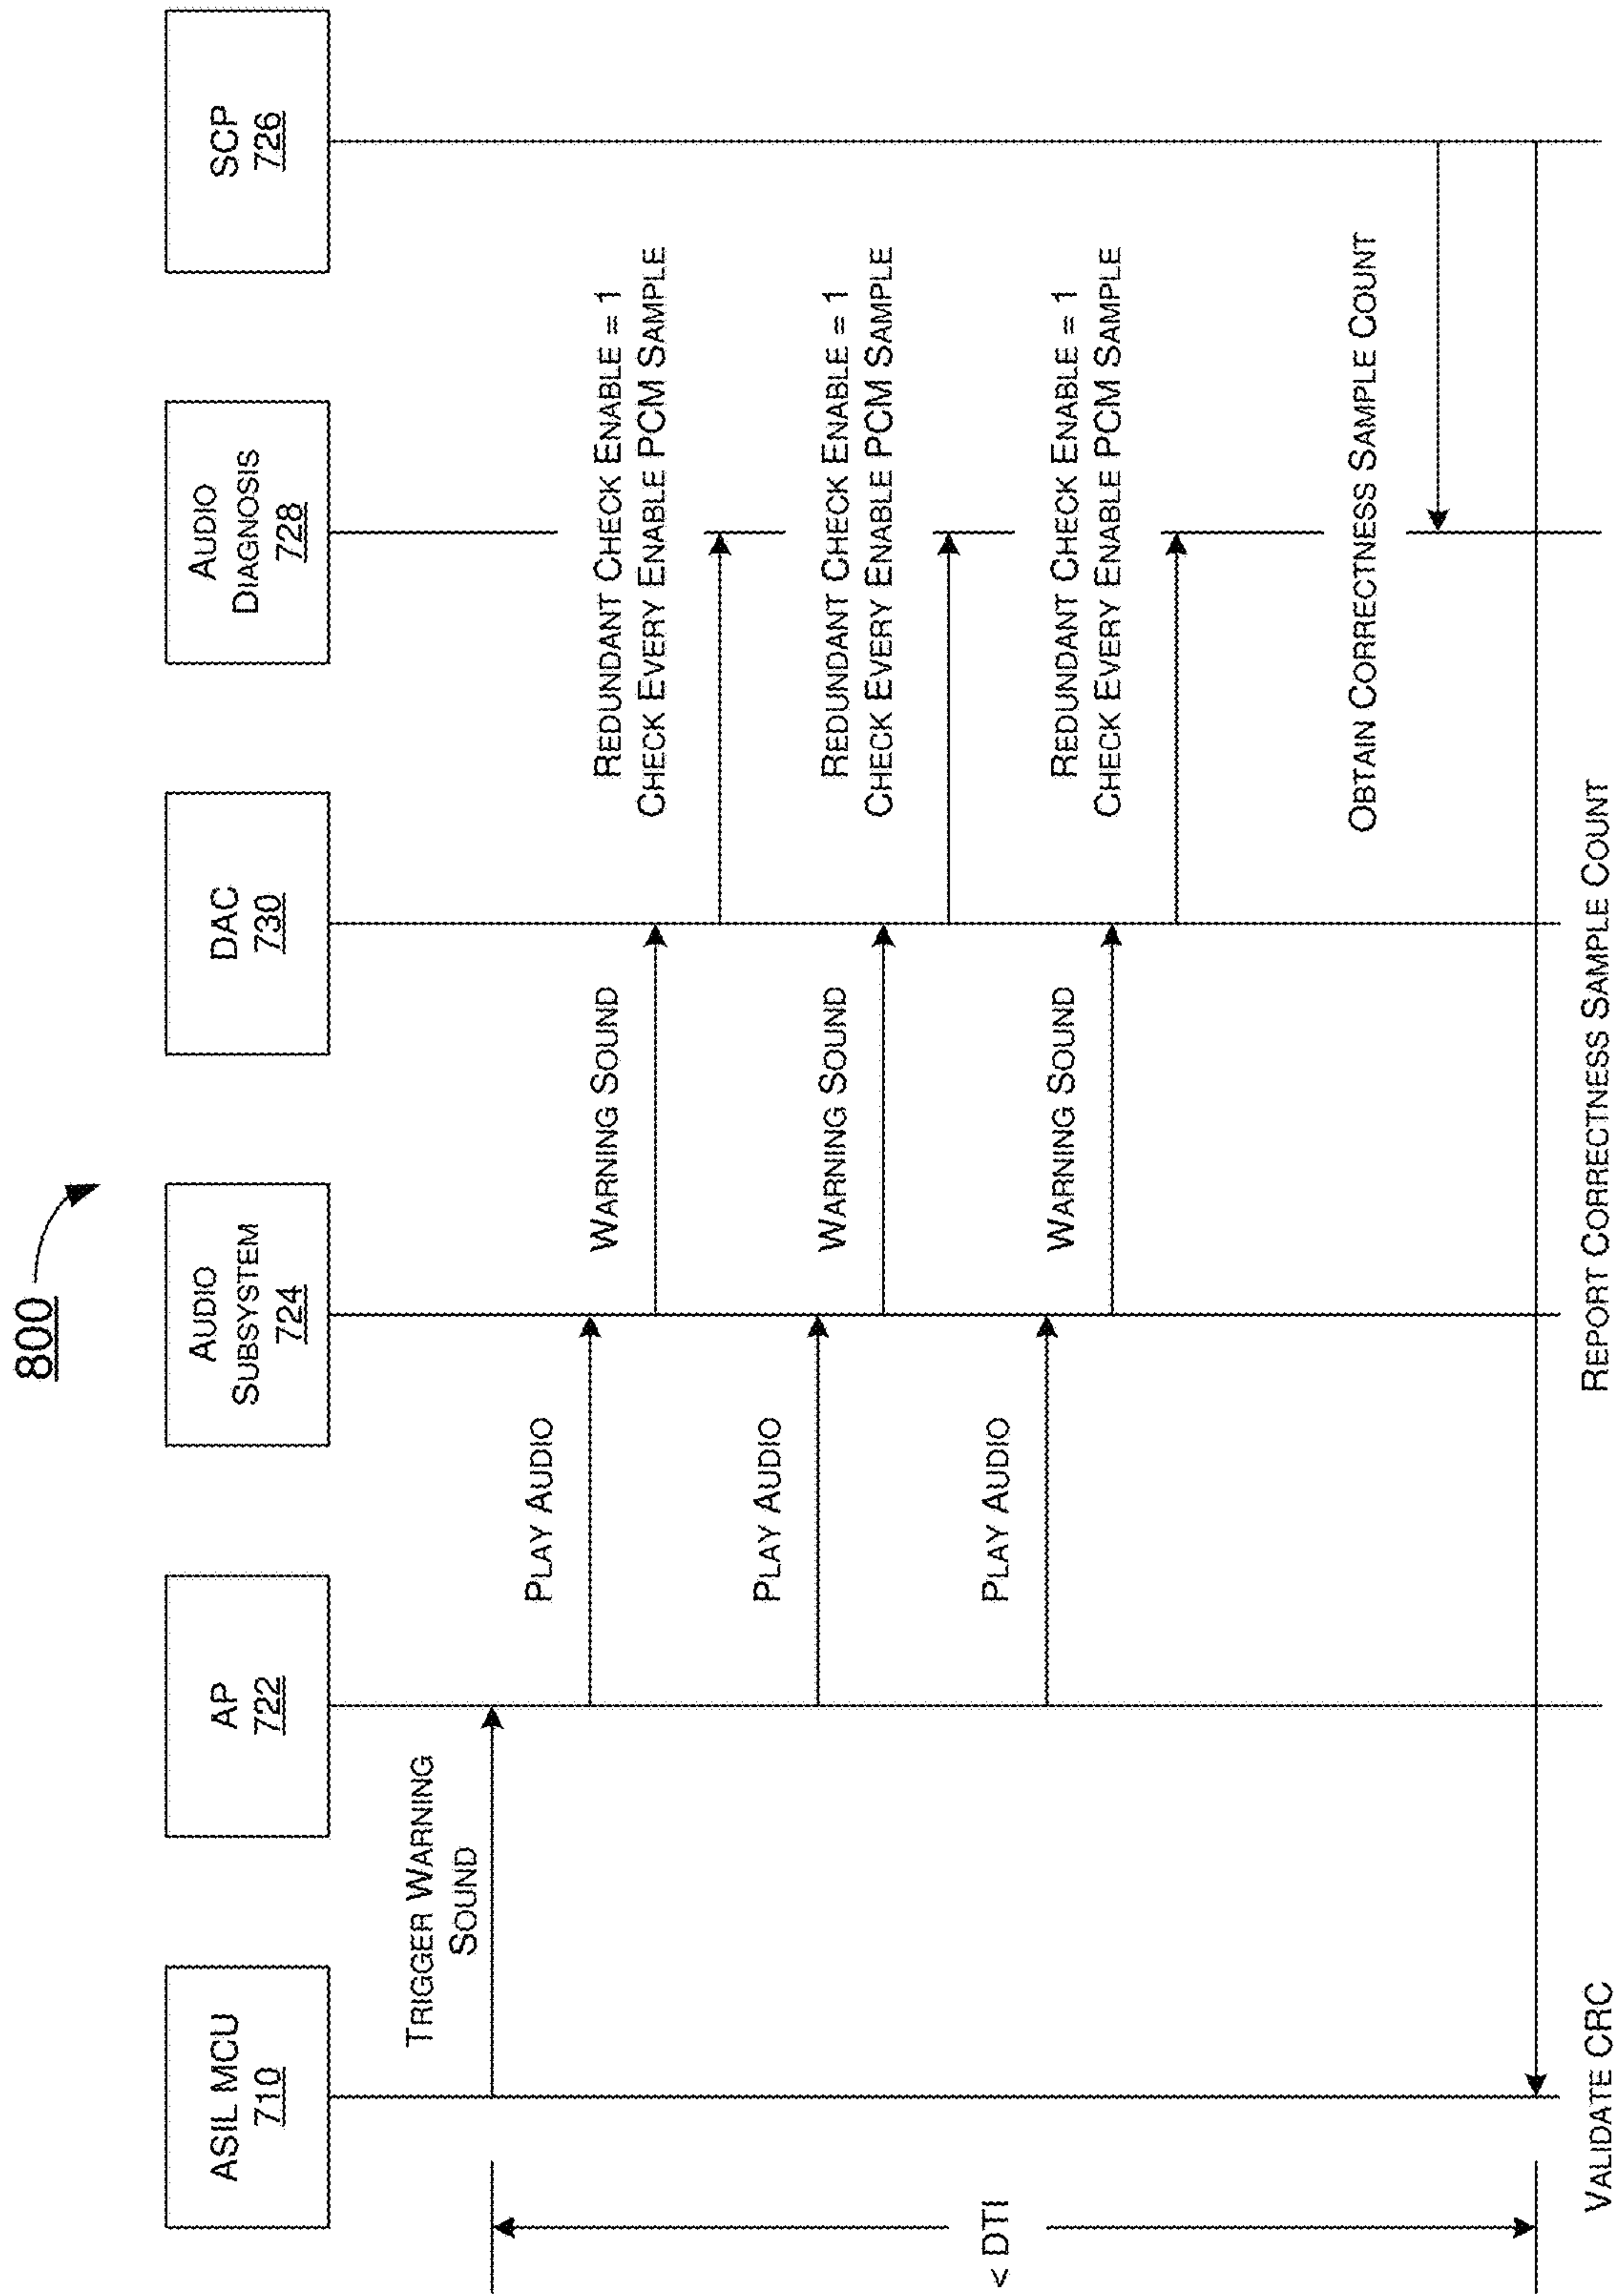 800
ASIL MCU
710
AP
722
AUDIO
SUBSYSTEM
724
DAC
730
AUDIO
DIAGNOSIS
728
SCP
726
TRIGGER WARNING
SOUND
PLAY AUDIO
WARNING SOUND
REDUNDANT CHECK ENABLE = 1
CHECK EVERY ENABLE PCM SAMPLE
PLAY AUDIO
WARNING SOUND
REDUNDANT CHECK ENABLE = 1
CHECK EVERY ENABLE PCM SAMPLE
< DTI
PLAY AUDIO
WARNING SOUND
REDUNDANT CHECK ENABLE = 1
CHECK EVERY ENABLE PCM SAMPLE
OBTAIN CORRECTNESS SAMPLE COUNT
VALIDATE CRC
REPORT CORRECTNESS SAMPLE COUNT